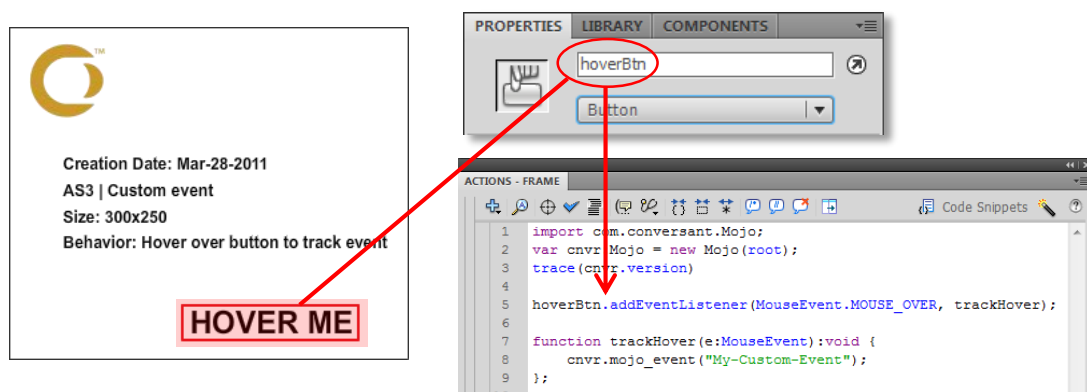 TM
Creation Date: Mar-28-2011
AS3 | Custom event
Size: 300x250
Behavior: Hover over button to track event
HOVER ME
PROPERTIES LIBRARY COMPONENTS
hoverBtn
Button
ACTIONS - FRAME
Code Snippets
1 import com.conversant.Mojo;
2 var cnvr:Mojo = new Mojo(root);
3 trace(cnvr.version)
4
5 hoverBtn.addEventListener(MouseEvent.MOUSE_OVER, trackHover);
6
7 function trackHover(e:MouseEvent):void {
8 cnvr.mojo_event("My-Custom-Event");
9 };